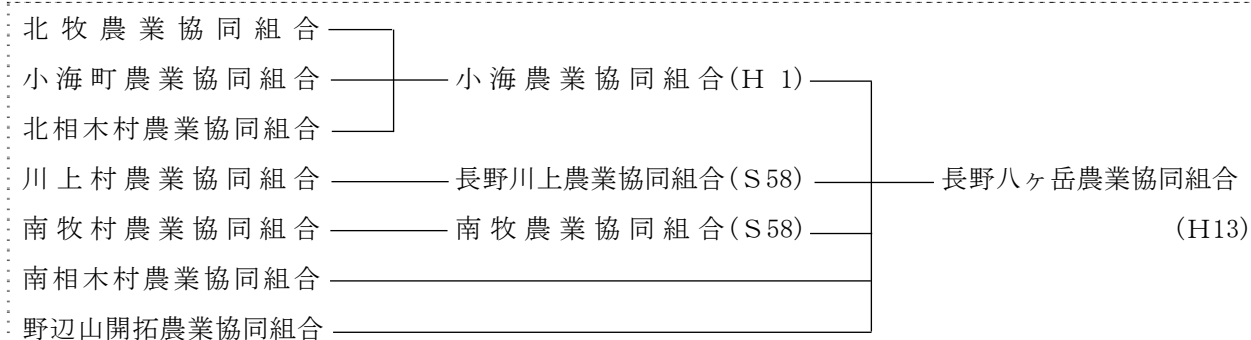 北牧農業協同組合
小海町農業協同組合 小海農業協同組合(H 1)
北相木村農業協同組合
川上村農業協同組合 長野川上農業協同組合(S58) 長野八ヶ岳農業協同組合
南牧村農業協同組合 南牧農業協同組合(S58) (H13)
南相木村農業協同組合
野辺山開拓農業協同組合